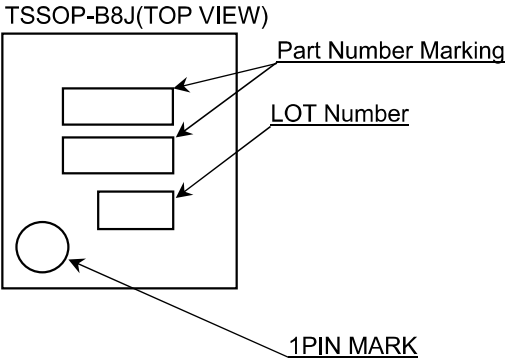 TSSOP-B8J(TOP VIEW)
Part Number Marking
LOT Number
1PIN MARK